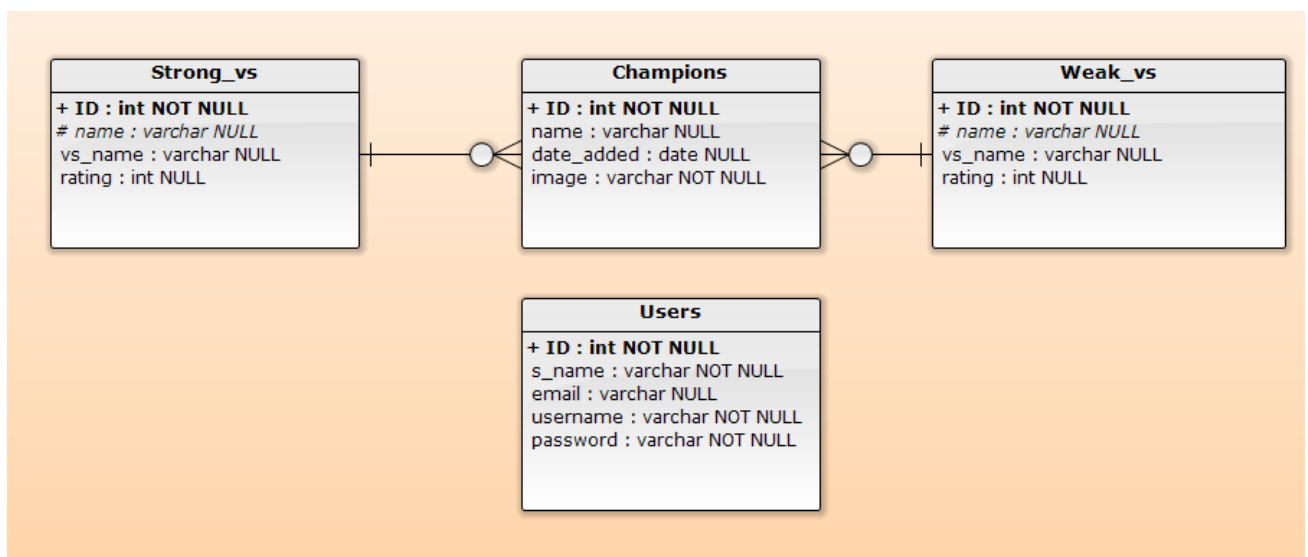 Strong_vs
+ ID : int NOT NULL
# name : varchar NULL
vs_name : varchar NULL
rating : int NULL
Champions
+ ID : int NOT NULL
name : varchar NULL
date_added : date NULL
image : varchar NOT NULL
Weak_vs
+ ID : int NOT NULL
# name : varchar NULL
vs_name : varchar NULL
rating : int NULL
Users
+ ID : int NOT NULL
s_name : varchar NOT NULL
email : varchar NULL
username : varchar NOT NULL
password : varchar NOT NULL